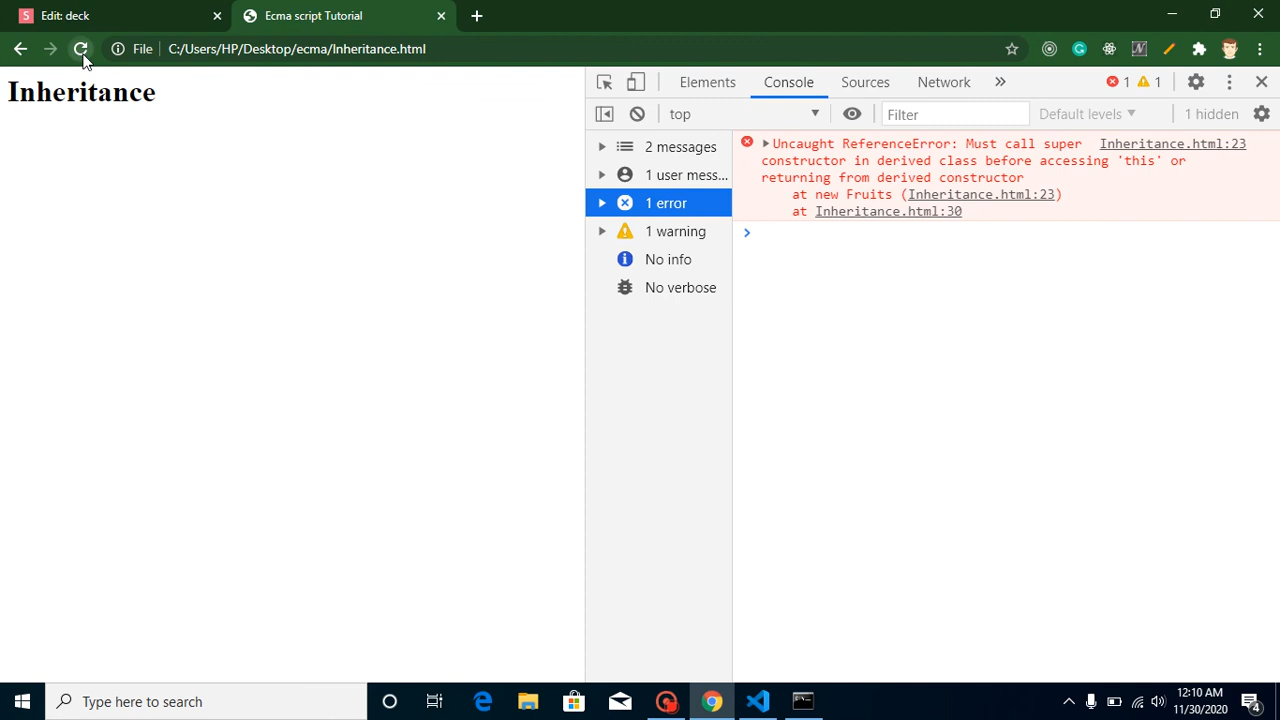 S Edit: deck
Ecma script Tutorial
File C:/Users/HP/Desktop/ecma/Inheritance.html
Inheritance
Elements Console Sources Network 1 1
top Filter Default levels 1 hidden
2 messages
1 user mess...
1 error
1 warning
No info
No verbose
Uncaught ReferenceError: Must call super Inheritance.html:23
constructor in derived class before accessing 'this' or
returning from derived constructor
at new Fruits (Inheritance.html:23)
at Inheritance.html:30
Type here to search
12:10 AM
11/30/2020
4